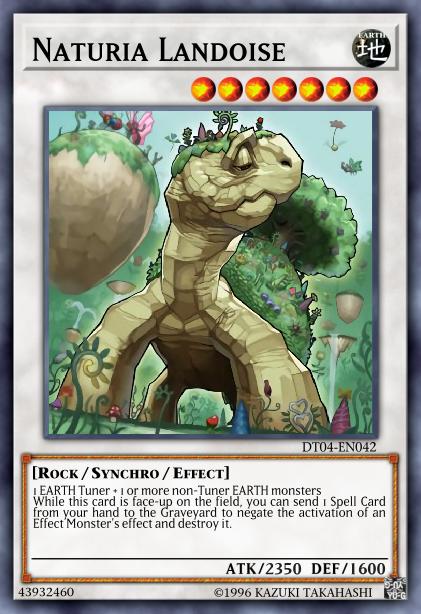 NATURIA LANDOISE
EARTH
地
DT04-EN042
[ROCK / SYNCHRO / EFFECT]
1 EARTH Tuner + 1 or more non-Tuner EARTH monsters
While this card is face-up on the field, you can send 1 Spell Card
from your hand to the Graveyard to negate the activation of an
Effect Monster's effect and destroy it.
ATK/2350 DEF/1600
43932460
©1996 KAZUKI TAKAHASHI